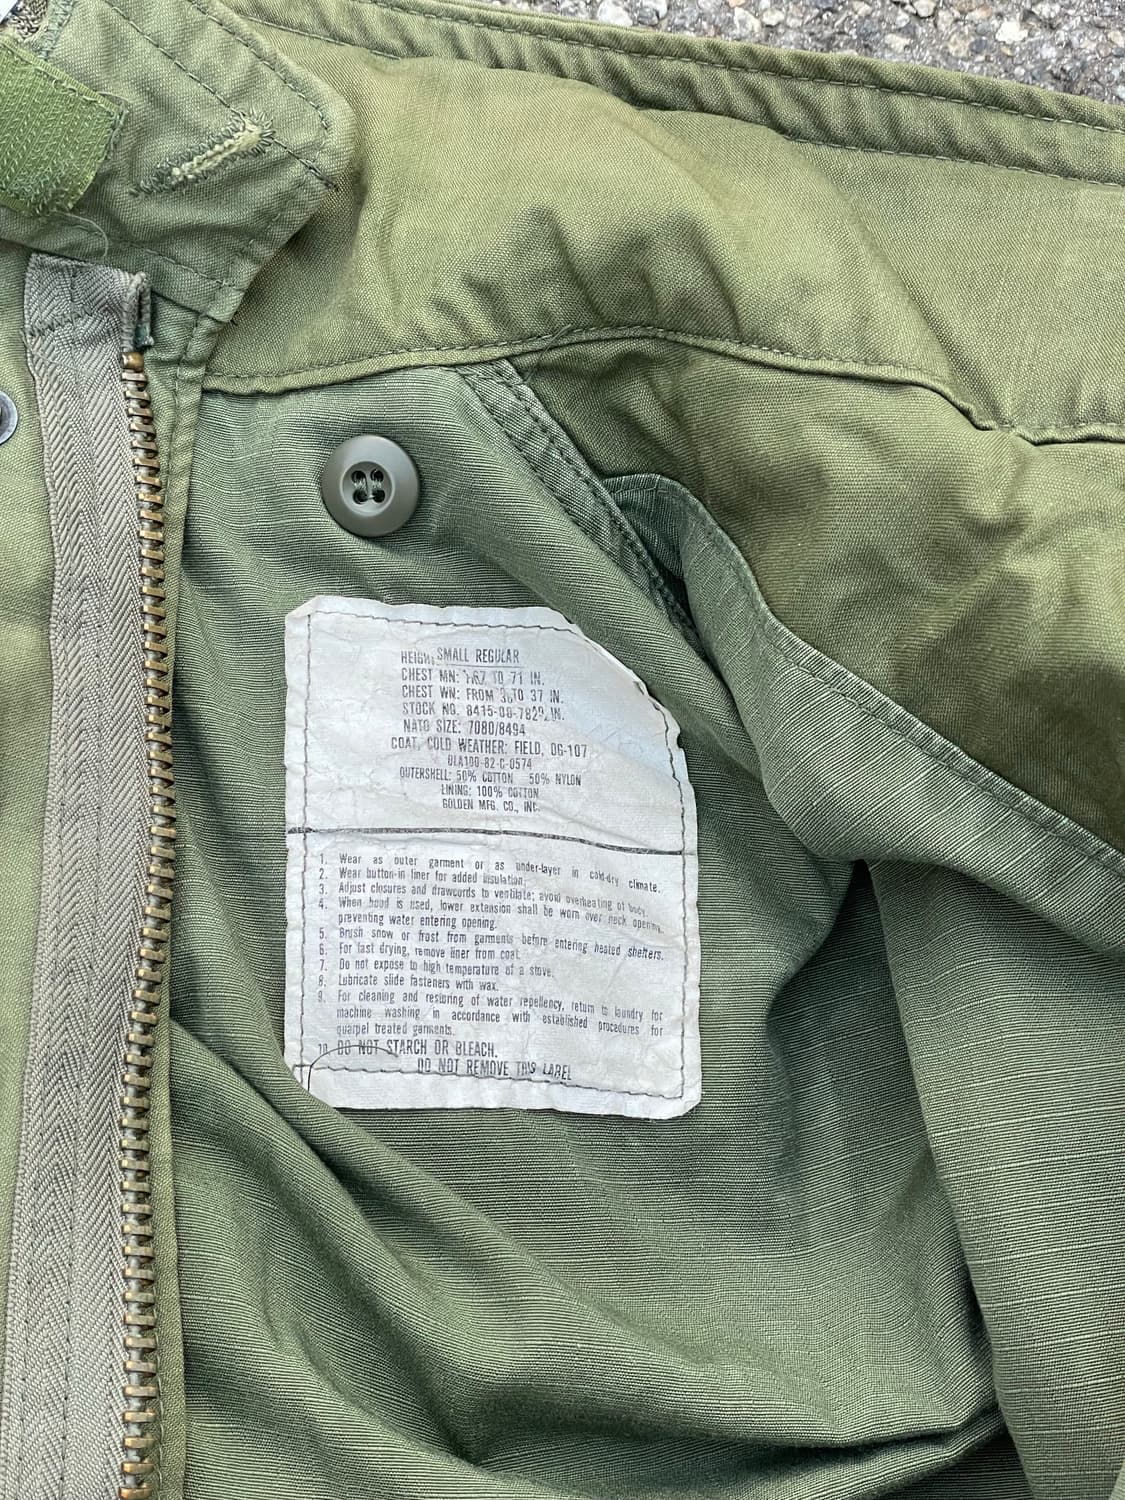 SMALL REGULAR
CHEST MN: 67 TO 71 IN.
CHEST WN: FROM TO 37 IN.
STOCK NO. IN.
NATO SIZE: 7080/8494
COAT, COLD WEATHER: FIELD, OG-107
DLA100-82-C-0574
OUTERSHELL: 50% COTTON 50% NYLON
LINING: 100% COTTON
GOLDEN MFG. CO., INC.
1. Wear as outer garment or as under-layer in cold-dry climate.
2. Wear button-in liner for added insulation.
3. Adjust closures and drawcords to ventilate; avoid overheating of body.
4. When hood is used, lower extension shall be worn over neck opening,
preventing water entering opening.
5. Brush snow or frost from garments before entering heated shelters.
6. For fast drying, remove liner from coat.
7. Do not expose to high temperature of a stove.
8. Lubricate slide fasteners with wax.
9. For cleaning and restoring of water repellency, return to laundry for
machine washing in accordance with established procedures for
quarpel treated garments.
10. DO NOT STARCH OR BLEACH.
DO NOT REMOVE THIS LABEL